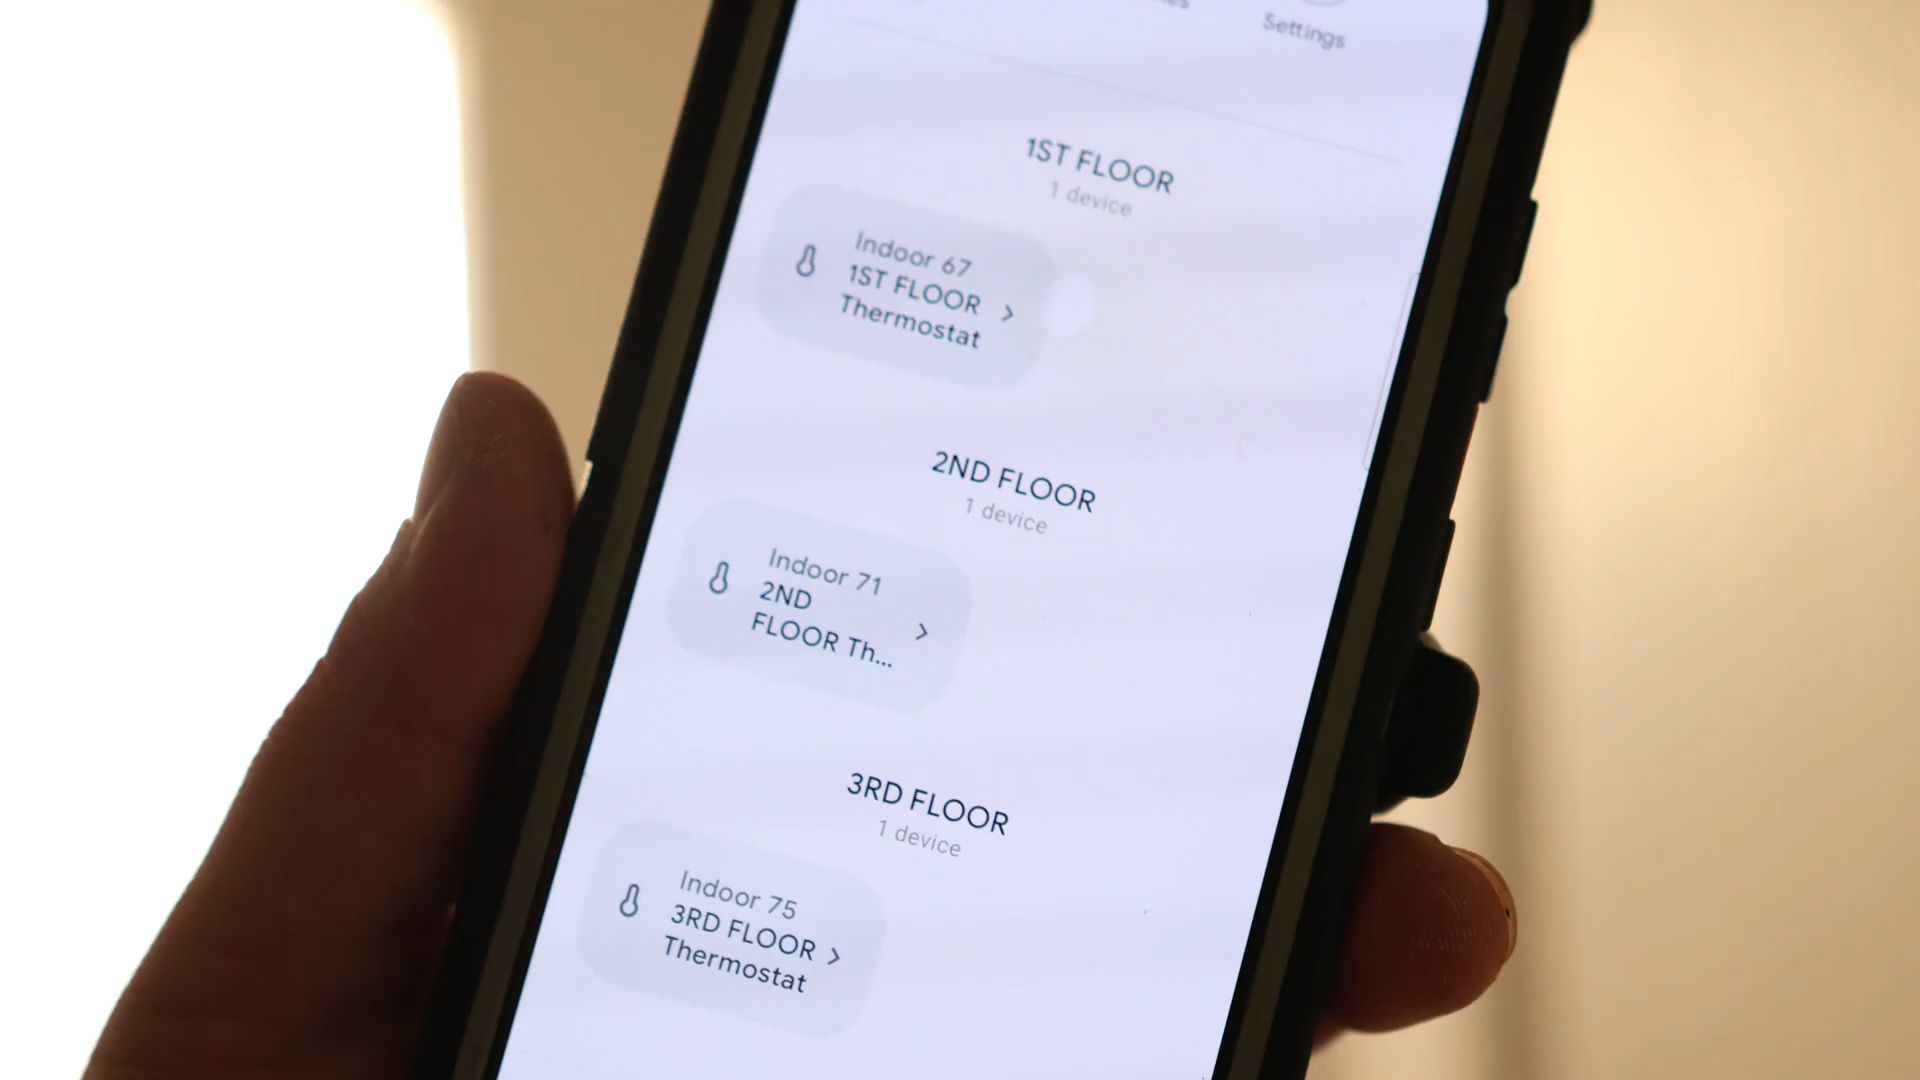 Settings
1ST FLOOR
1 device
Indoor 67
1ST FLOOR
Thermostat
2ND FLOOR
1 device
Indoor 71
2ND
FLOOR Th...
3RD FLOOR
1 device
Indoor 75
3RD FLOOR
Thermostat